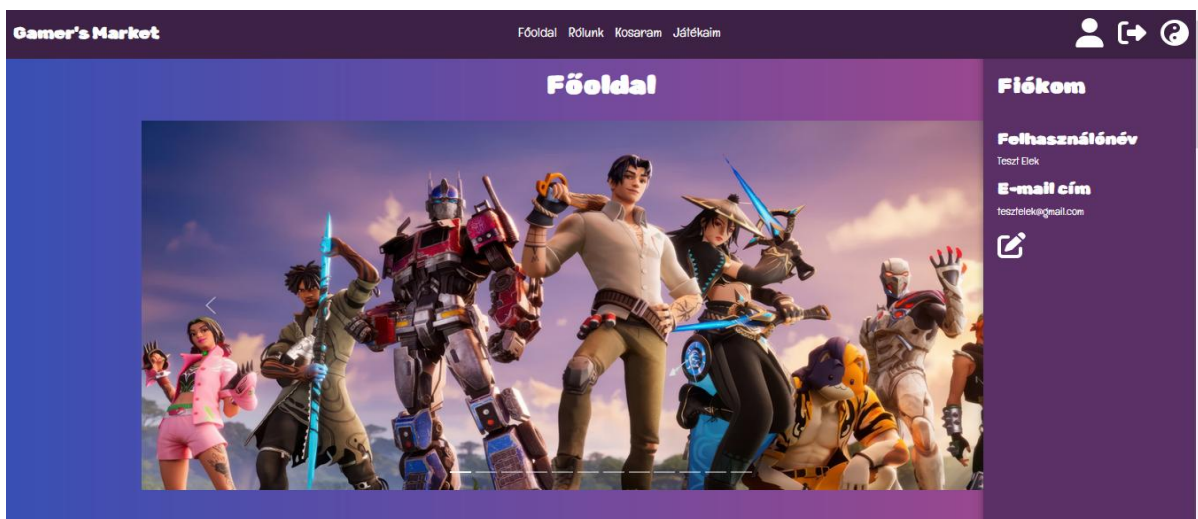 Gamer's Market
Főoldal Rólunk Kosaram Játékaim
Főoldal
Fiókom
Felhasználónév
Teszt Elek
E-mail cím
tesztelek@gmail.com